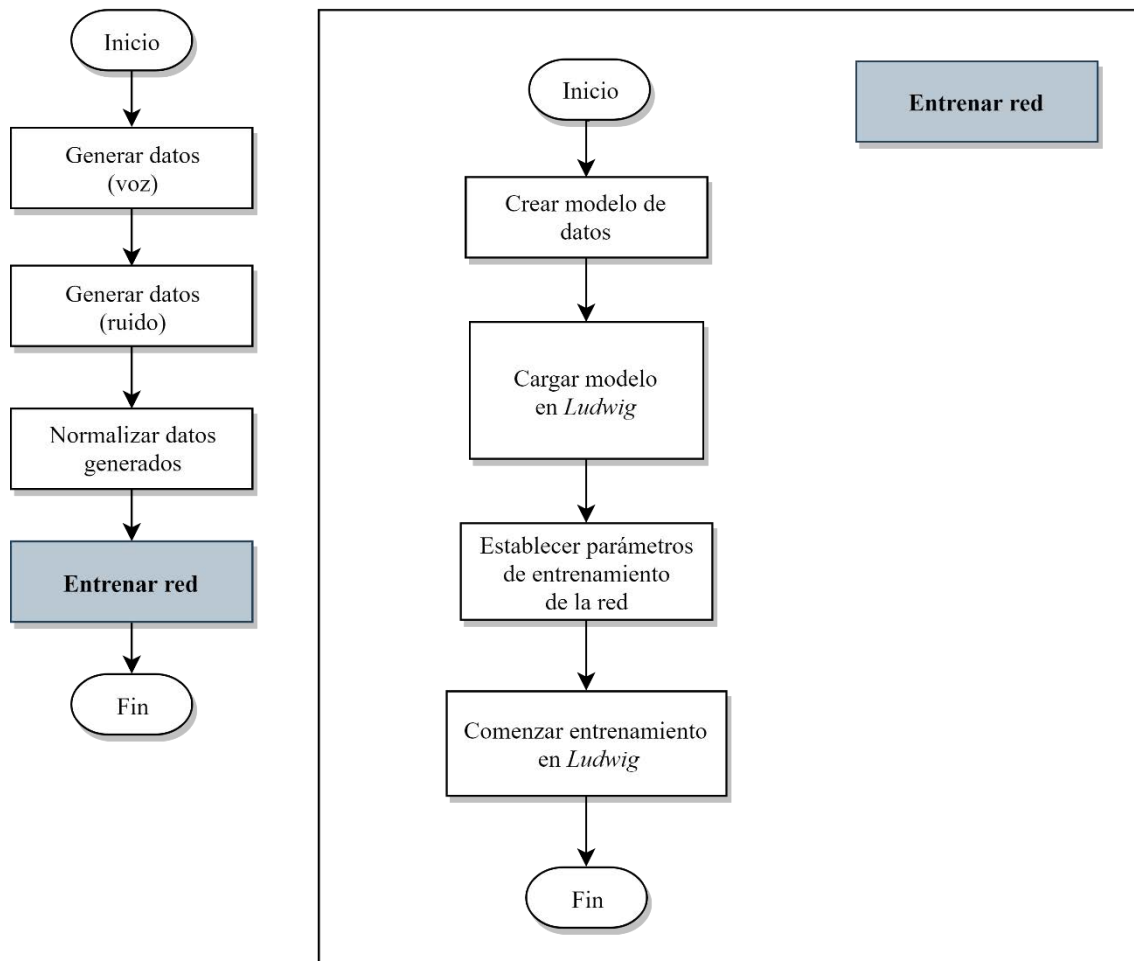 Inicio
Generar datos
(voz)
Generar datos
(ruido)
Normalizar datos
generados
Entrenar red
Fin
Entrenar red
Inicio
Crear modelo de
datos
Cargar modelo
en Ludwig
Establecer parámetros
de entrenamiento
de la red
Comenzar entrenamiento
en Ludwig
Fin